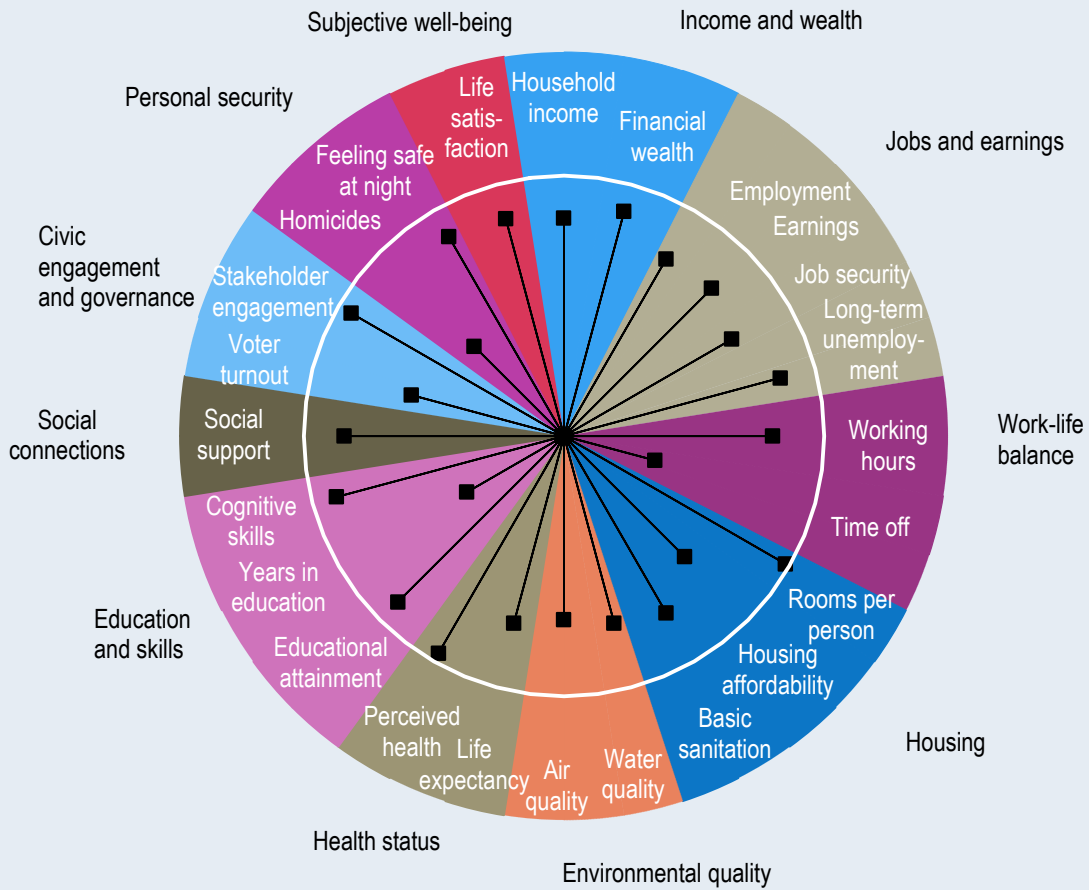 Subjective well-being
Income and wealth
Personal security
Jobs and earnings
Civic
engagement
and governance
Social
connections
Work-life
balance
Education
and skills
Housing
Health status
Environmental quality
Life
satis-
faction
Household
income
Financial
wealth
Employment
Earnings
Job security
Long-term
unemploy-
ment
Working
hours
Time off
Rooms per
person
Housing
affordability
Basic
sanitation
Water
quality
Air
quality
Life
expectancy
Perceived
health
Educational
attainment
Years in
education
Cognitive
skills
Social
support
Voter
turnout
Stakeholder
engagement
Homicides
Feeling safe
at night